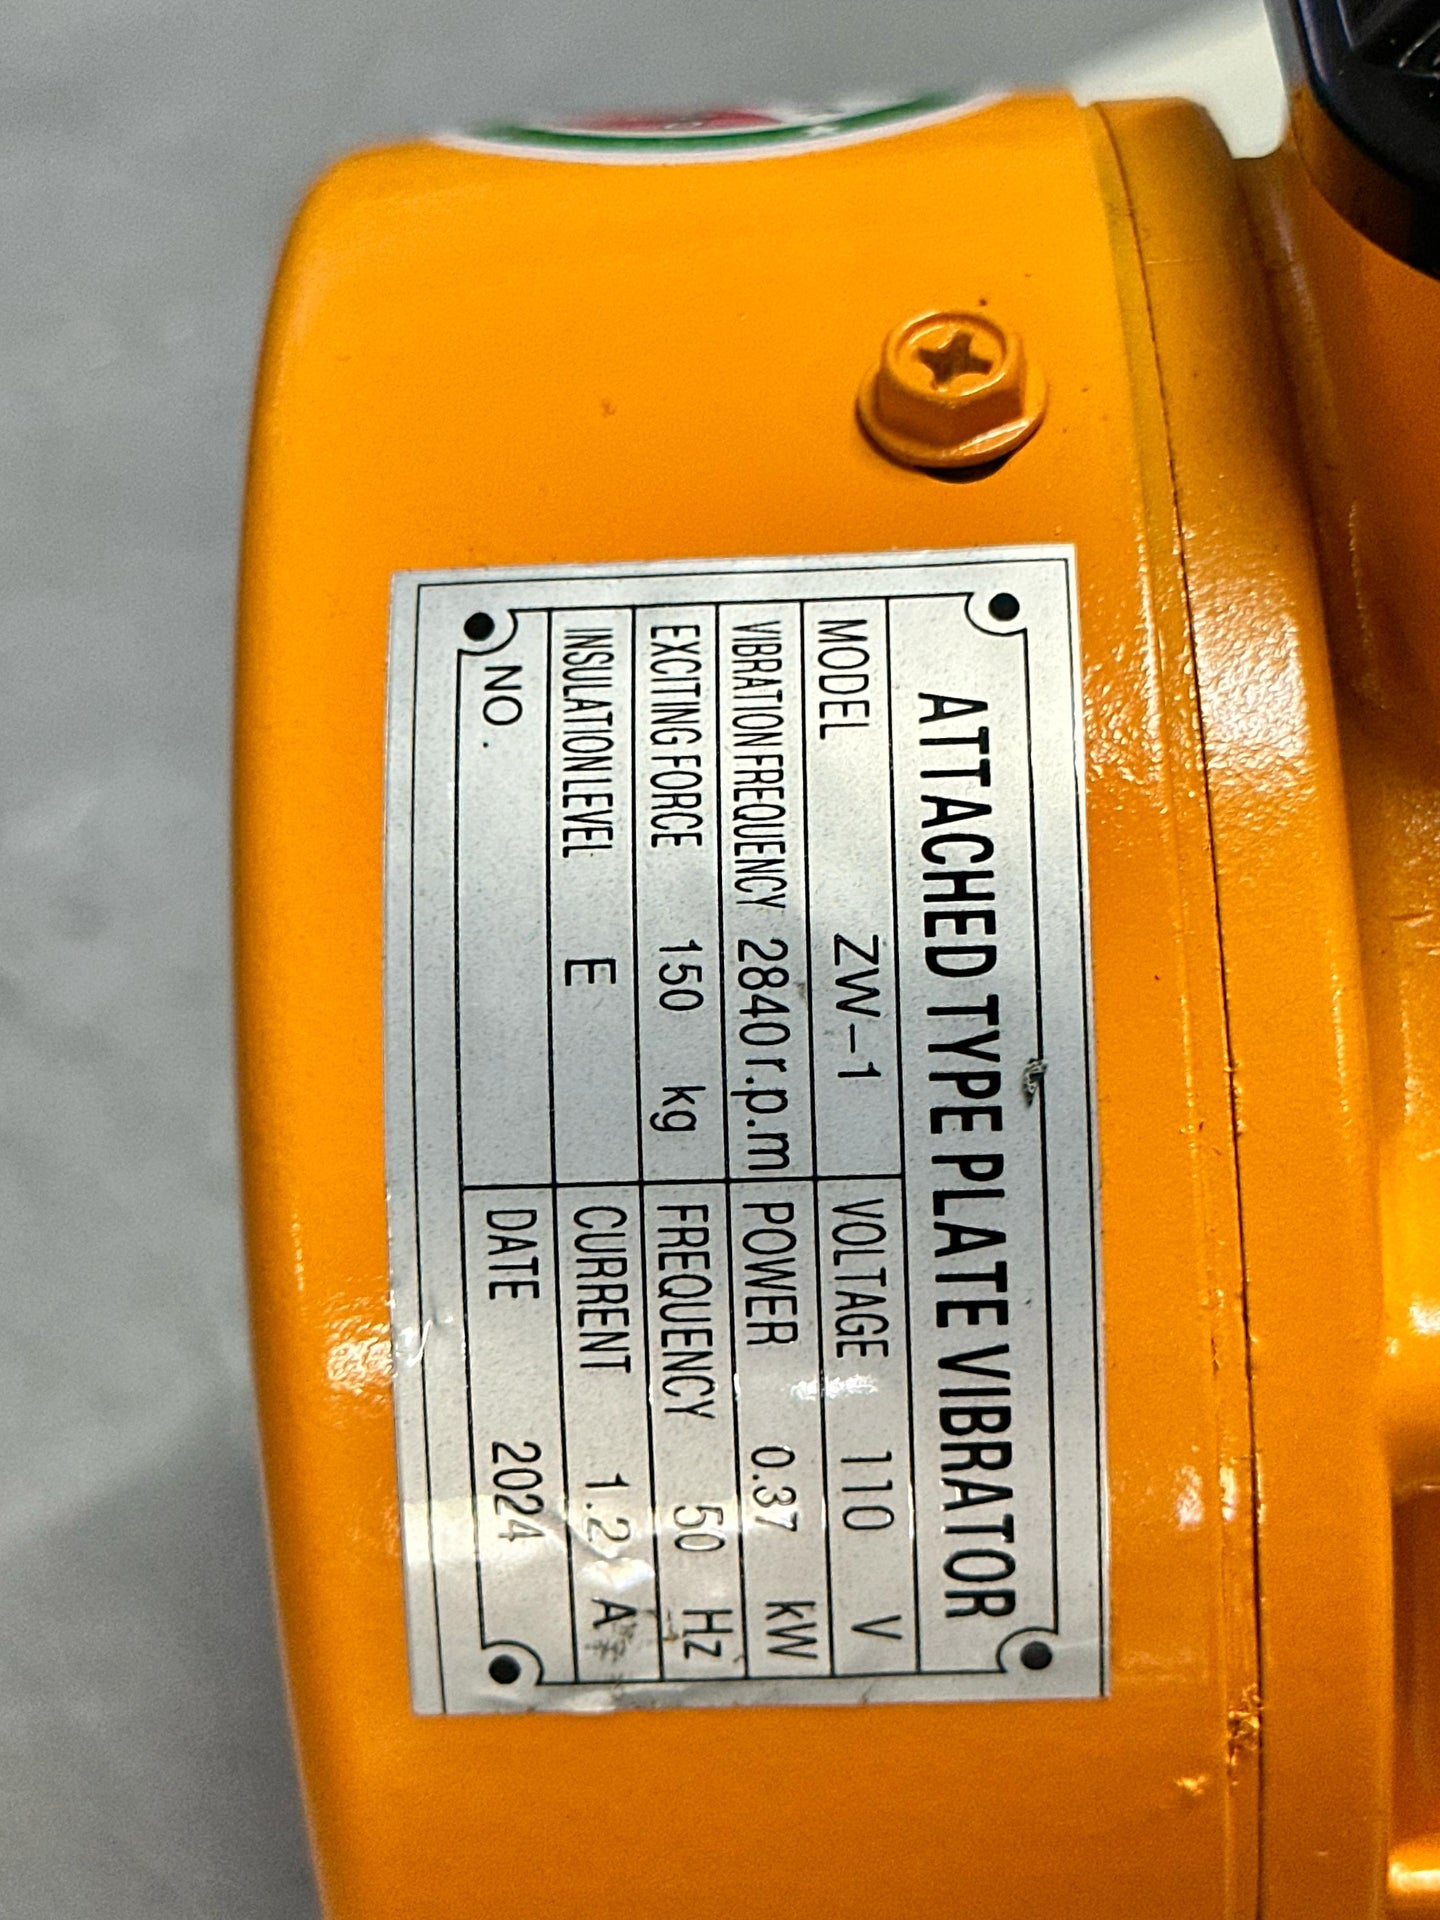 ATTACHED TYPE PLATE VIBRATOR
MODEL ZW-1 VOLTAGE 110 V
VIBRATION FREQUENCY 2840 r.p.m POWER 0.37 kW
EXCITING FORCE 150 kg FREQUENCY 50 Hz
INSULATION LEVEL E CURRENT 1.2 A
NO. DATE 2024